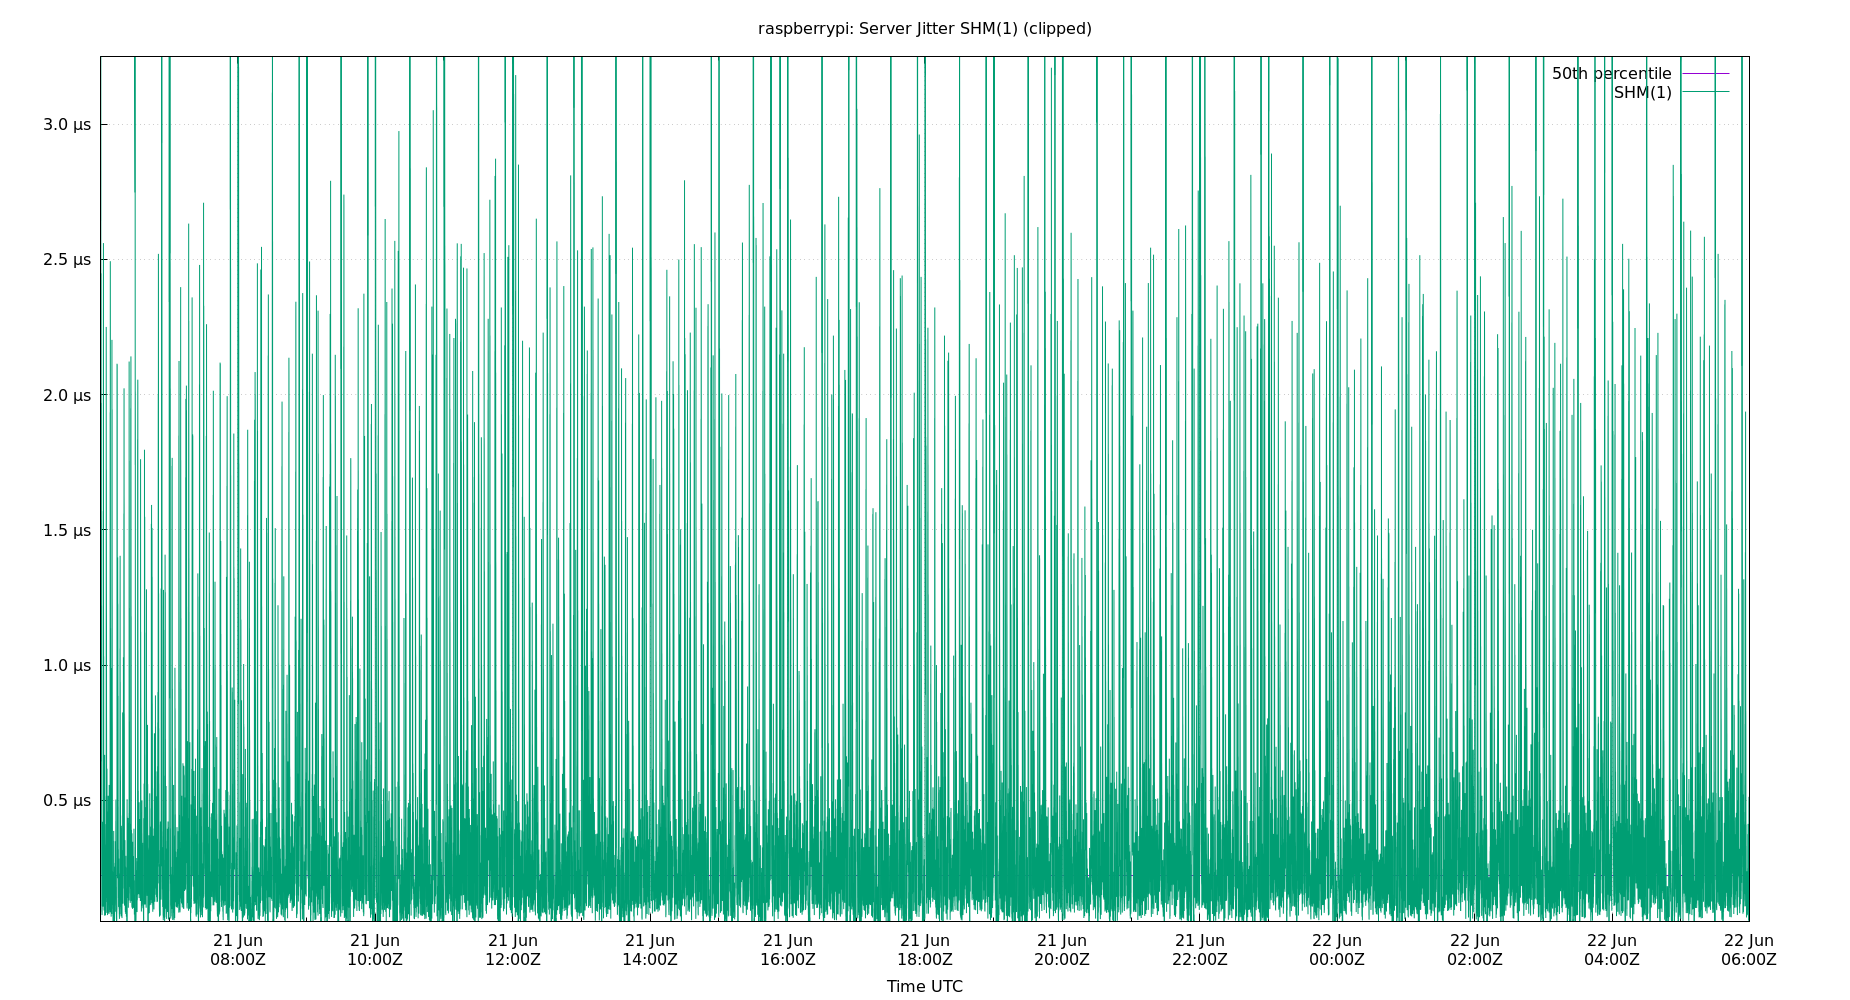 raspberrypi: Server Jitter SHM(1) (clipped)
50th percentile
SHM(1)
3.0 µs
2.5 µs
2.0 µs
1.5 µs
1.0 µs
0.5 µs
21 Jun 21 Jun 21 Jun 21 Jun 21 Jun 21 Jun 21 Jun 21 Jun 22 Jun 22 Jun 22 Jun 22 Jun
08:00Z 10:00Z 12:00Z 14:00Z 16:00Z 18:00Z 20:00Z 22:00Z 00:00Z 02:00Z 04:00Z 06:00Z
Time UTC